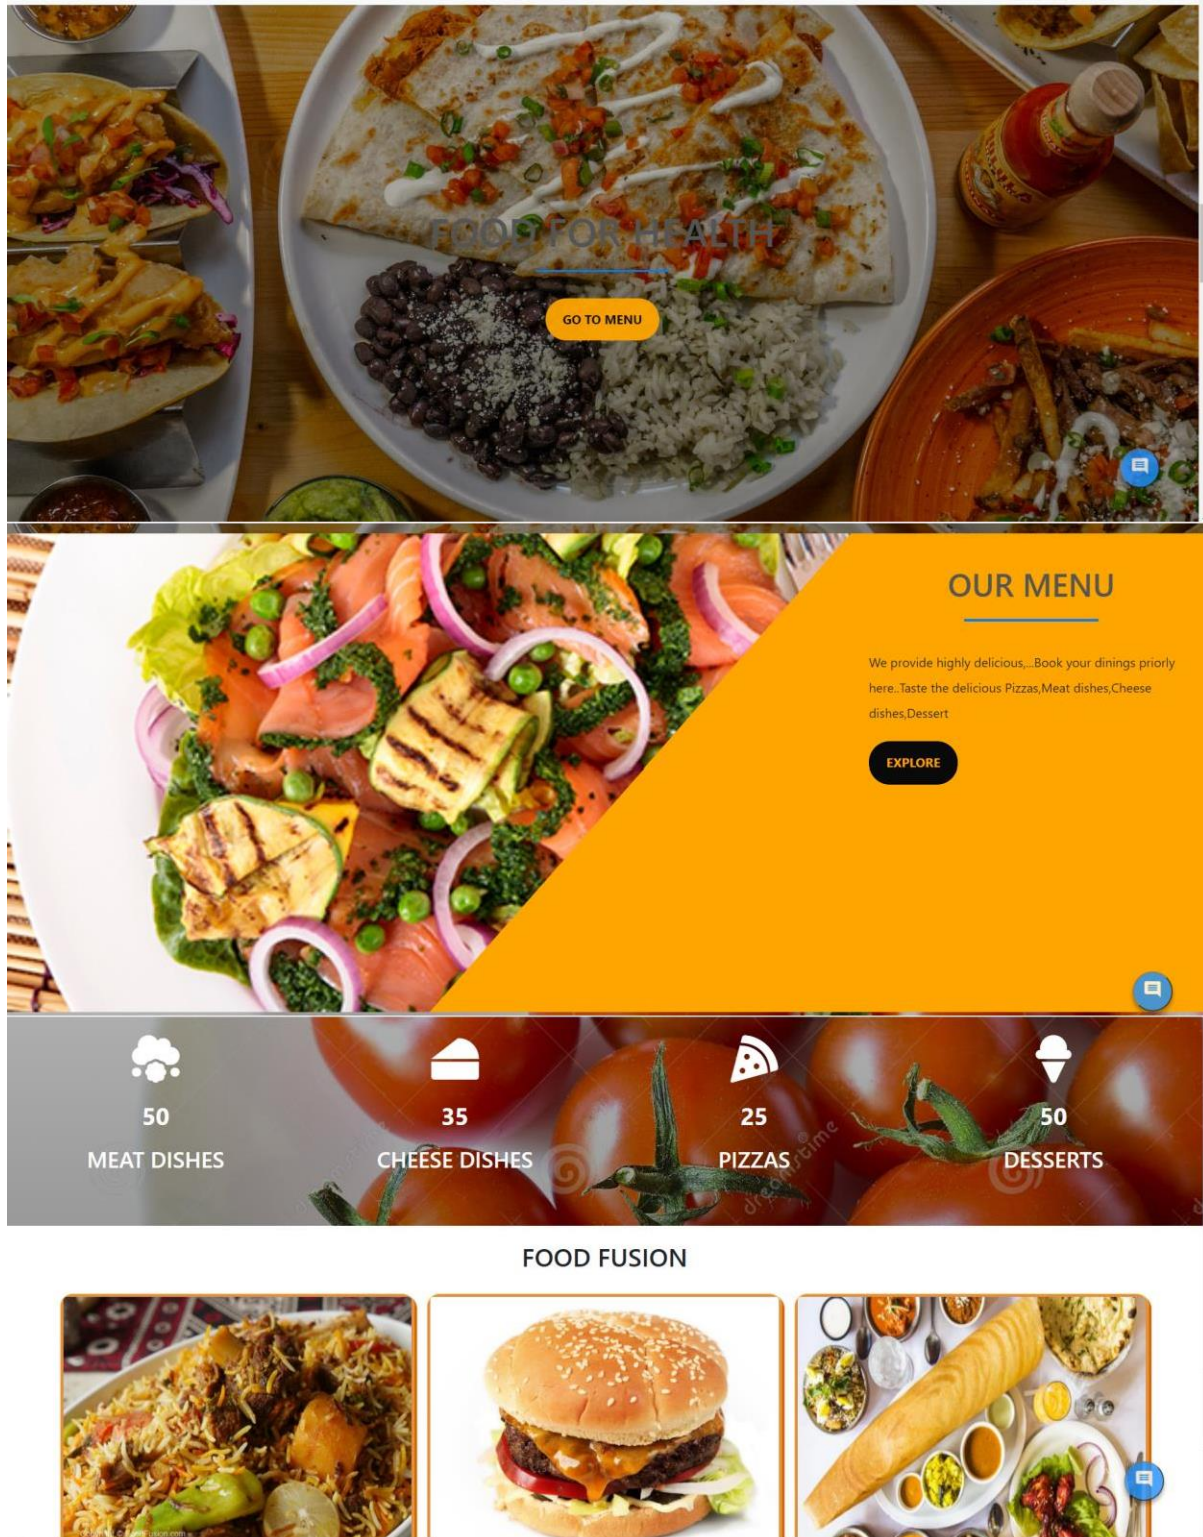 FOOD FOR HEALTH
GO TO MENU
OUR MENU
We provide highly delicious,...Book your dinings priorly
here..Taste the delicious Pizzas,Meat dishes,Cheese
dishes,Dessert
EXPLORE
50
35
25
50
MEAT DISHES
CHEESE DISHES
PIZZAS
DESSERTS
dreamstime
FOOD FUSION